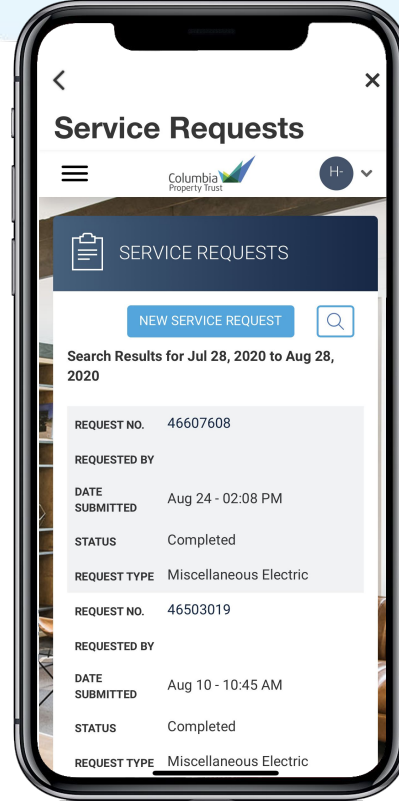 Service Requests
Columbia
Property Trust
H-
SERVICE REQUESTS
NEW SERVICE REQUEST
Search Results for Jul 28, 2020 to Aug 28,
2020
REQUEST NO. 46607608
REQUESTED BY
DATE
SUBMITTED Aug 24 - 02:08 PM
STATUS Completed
REQUEST TYPE Miscellaneous Electric
REQUEST NO. 46503019
REQUESTED BY
DATE
SUBMITTED Aug 10 - 10:45 AM
STATUS Completed
REQUEST TYPE Miscellaneous Electric